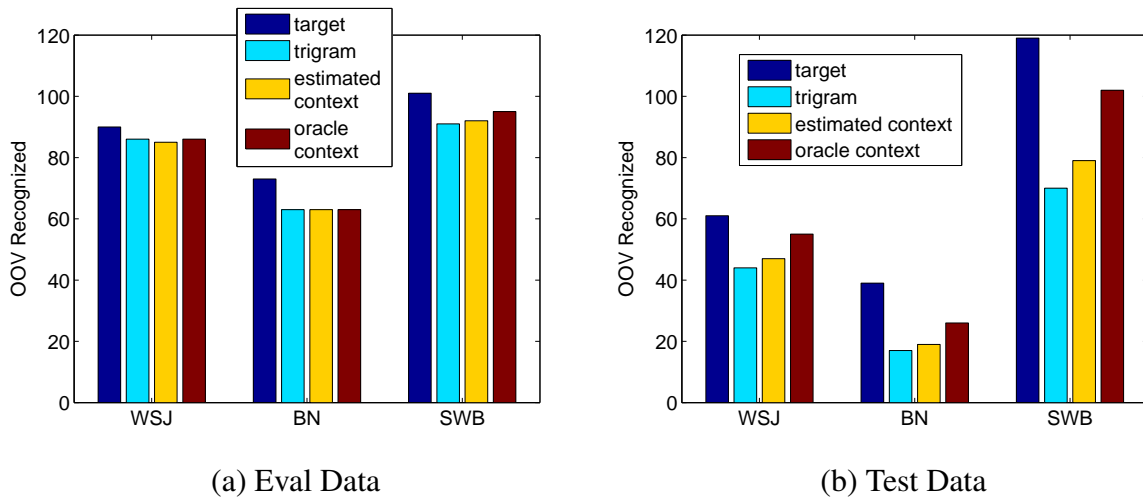 120
100
80
60
40
20
0
OOV Recognized
target
trigram
estimated
context
oracle
context
WSJ BN SWB
(a) Eval Data
120
100
80
60
40
20
0
OOV Recognized
target
trigram
estimated context
oracle context
WSJ BN SWB
(b) Test Data